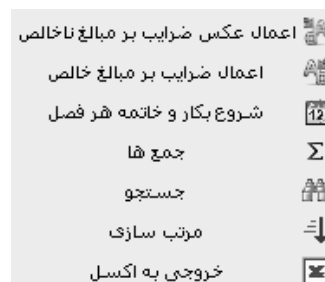 اعمال عکس ضرایب بر مبالغ ناخالص
اعمال ضرایب بر مبالغ خالص
شروع بکار و خاتمه هر فصل
12
جمع ها
Σ
جستجو
مرتب سازی
خروجی به اکسل